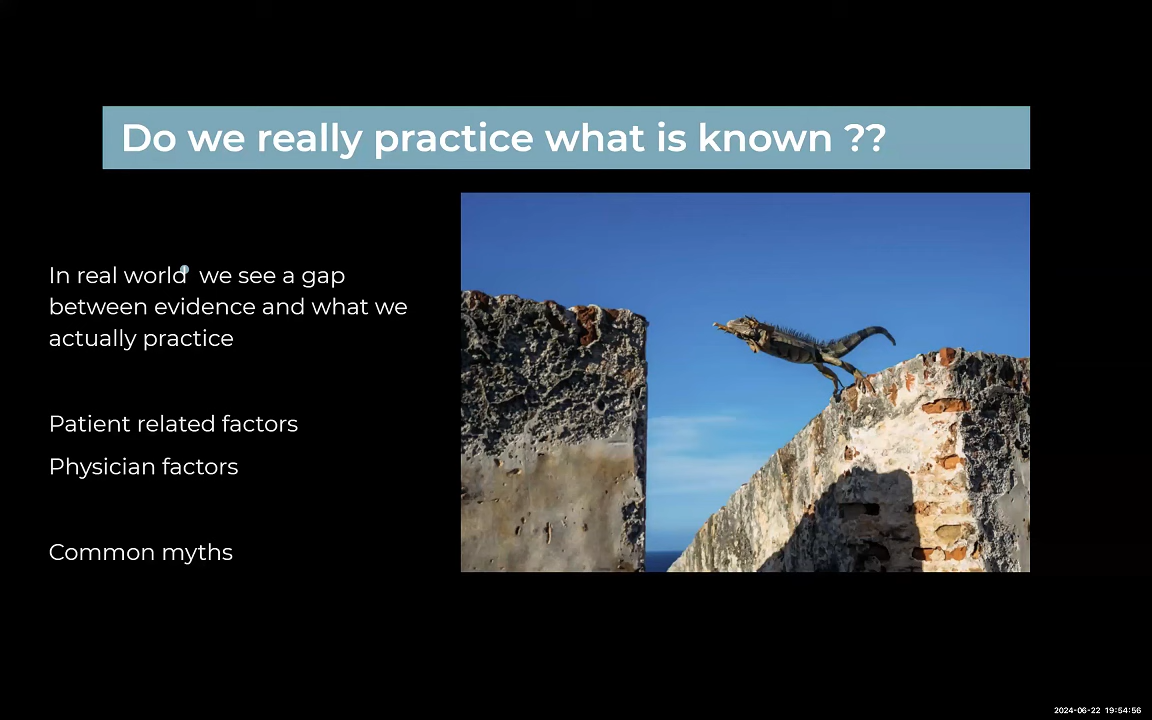 Do we really practice what is known ??
In real world we see a gap
between evidence and what we
actually practice
Patient related factors
Physician factors
Common myths
2024-06-22 19:54:56